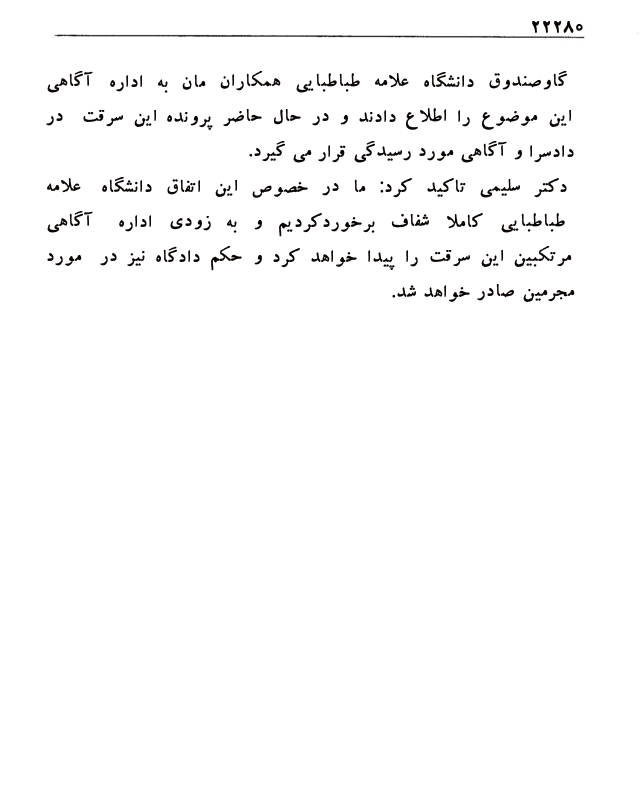 ۲۲۲۸۰
گاوصندوق دانشگاه علامه طباطبایی همکاران مان به اداره آگاهی
این موضوع را اطلاع دادند و در حال حاضر پرونده این سرقت در
دادسرا و آگاهی مورد رسیدگی قرار می گیرد.
دکتر سلیمی تاکید کرد: ما در خصوص این اتفاق دانشگاه علامه
طباطبایی کاملا شفاف برخوردکردیم و به زودی اداره آگاهی
مرتکبین این سرقت را پیدا خواهد کرد و حکم دادگاه نیز در مورد
مجرمین صادر خواهد شد.